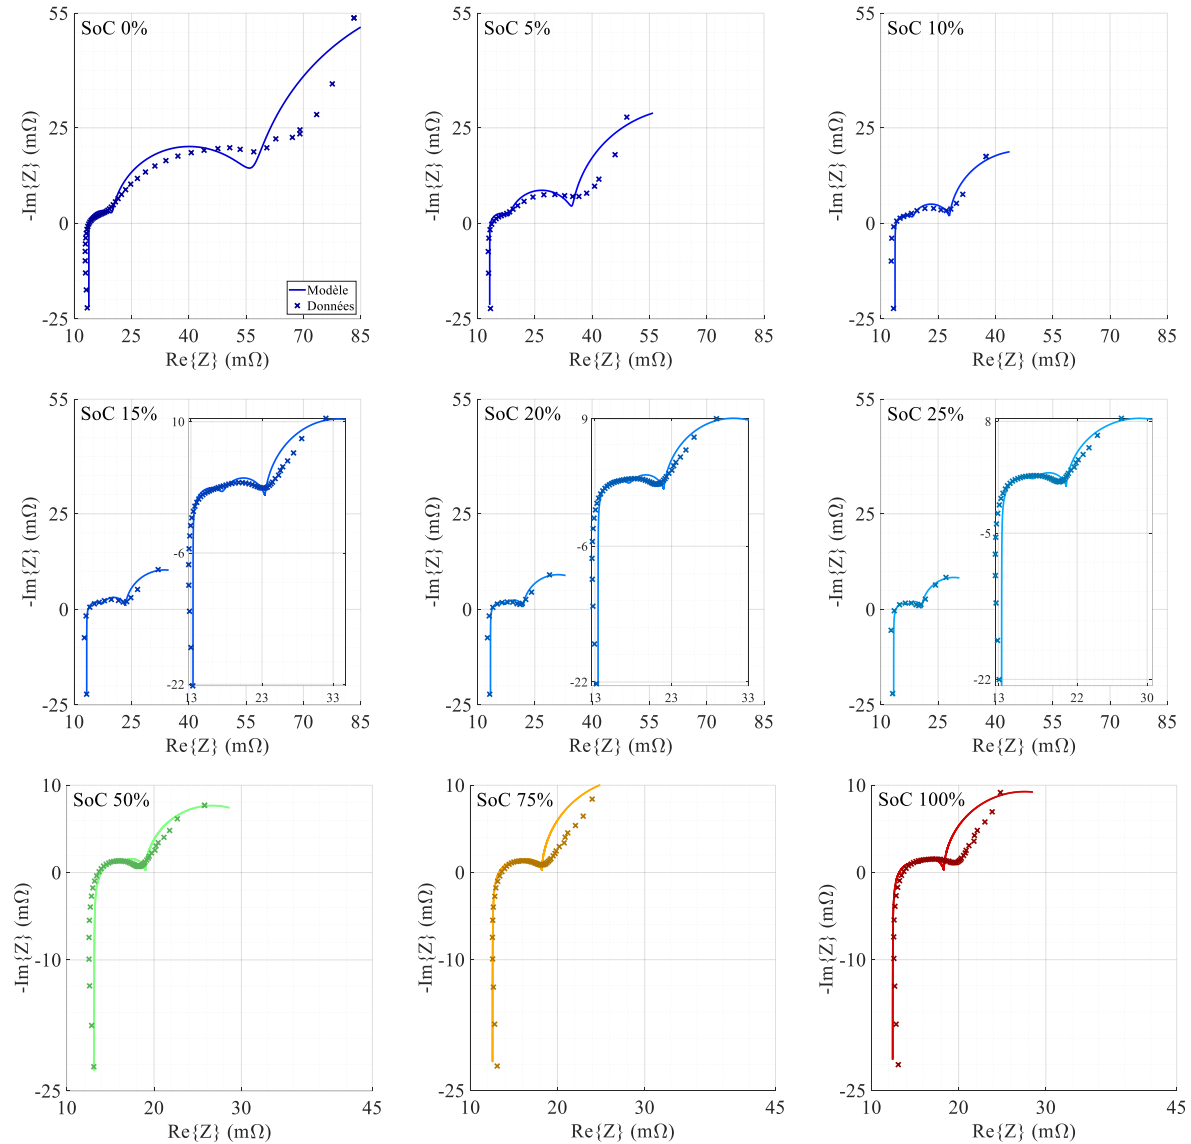 SoC 0%
55
25
0
-25
-Im{Z} (mΩ)
10 25 40 55 70 85
Re{Z} (mΩ)
Modèle
Données
SoC 5%
55
25
0
-25
-Im{Z} (mΩ)
10 25 40 55 70 85
Re{Z} (mΩ)
SoC 10%
55
25
0
-25
-Im{Z} (mΩ)
10 25 40 55 70 85
Re{Z} (mΩ)
SoC 15%
55
25
0
-25
-Im{Z} (mΩ)
10 25 40 55 70 85
Re{Z} (mΩ)
10
-6
-22
13 23 33
SoC 20%
55
25
0
-25
-Im{Z} (mΩ)
10 25 40 55 70 85
Re{Z} (mΩ)
9
-6
-22
13 23 33
SoC 25%
55
25
0
-25
-Im{Z} (mΩ)
10 25 40 55 70 85
Re{Z} (mΩ)
8
-5
-22
13 22 30
SoC 50%
10
0
-10
-25
-Im{Z} (mΩ)
10 20 30 45
Re{Z} (mΩ)
SoC 75%
10
0
-10
-25
-Im{Z} (mΩ)
10 20 30 45
Re{Z} (mΩ)
SoC 100%
10
0
-10
-25
-Im{Z} (mΩ)
10 20 30 45
Re{Z} (mΩ)